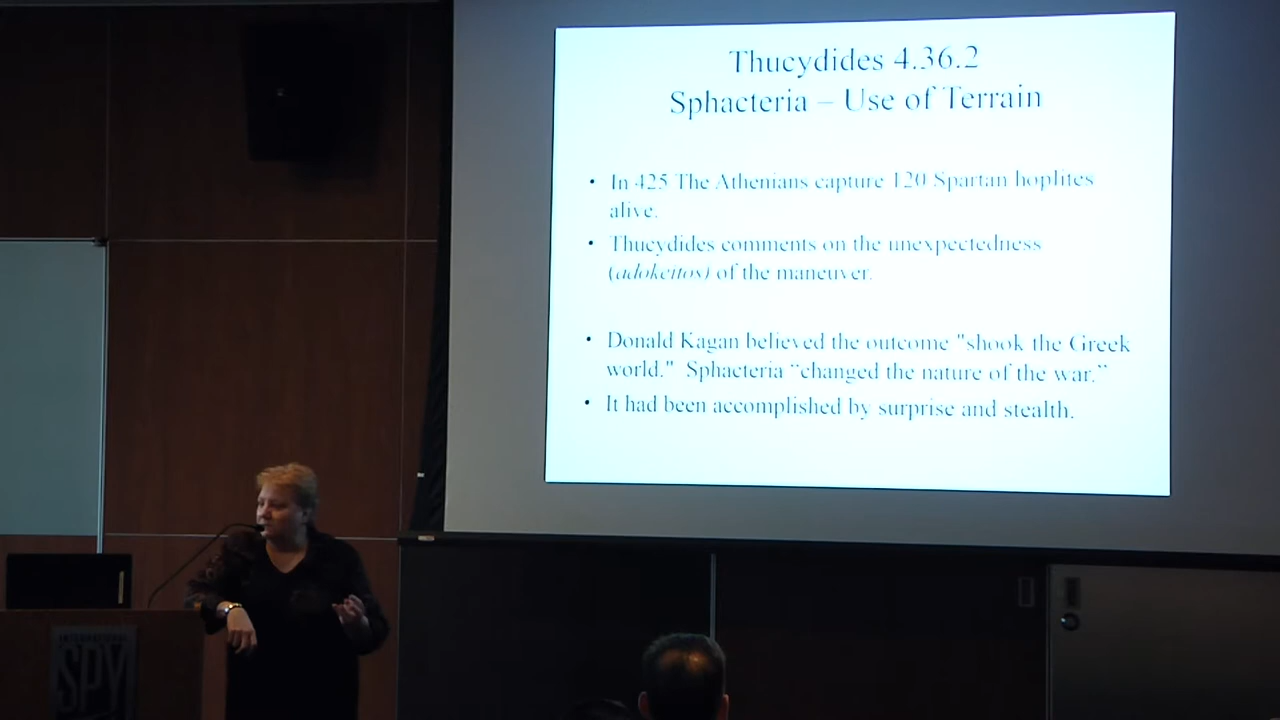 Thucydides 4.36.2
Sphacteria – Use of Terrain
• In 425 The Athenians capture 120 Spartan hoplites
alive.
• Thucydides comments on the unexpectedness
(adokeitos) of the maneuver.
• Donald Kagan believed the outcome "shook the Greek
world."  Sphacteria “changed the nature of the war.”
• It had been accomplished by surprise and stealth.
INTERNATIONAL
SPY